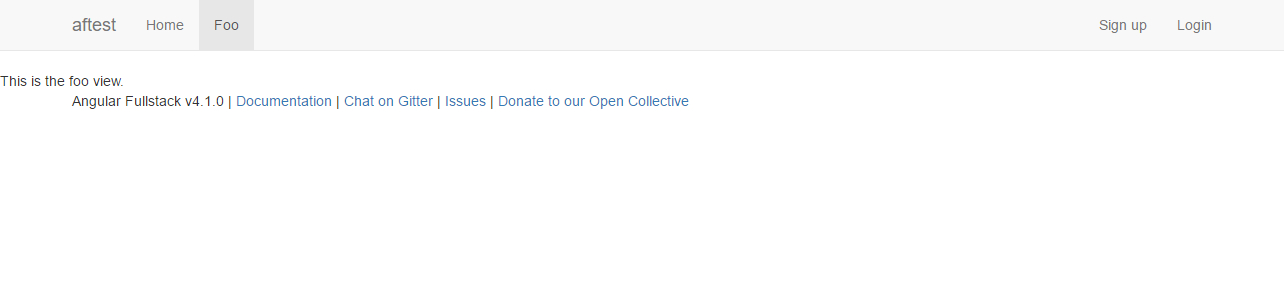 aftest Home Foo Sign up Login
This is the foo view.
Angular Fullstack v4.1.0 | Documentation | Chat on Gitter | Issues | Donate to our Open Collective